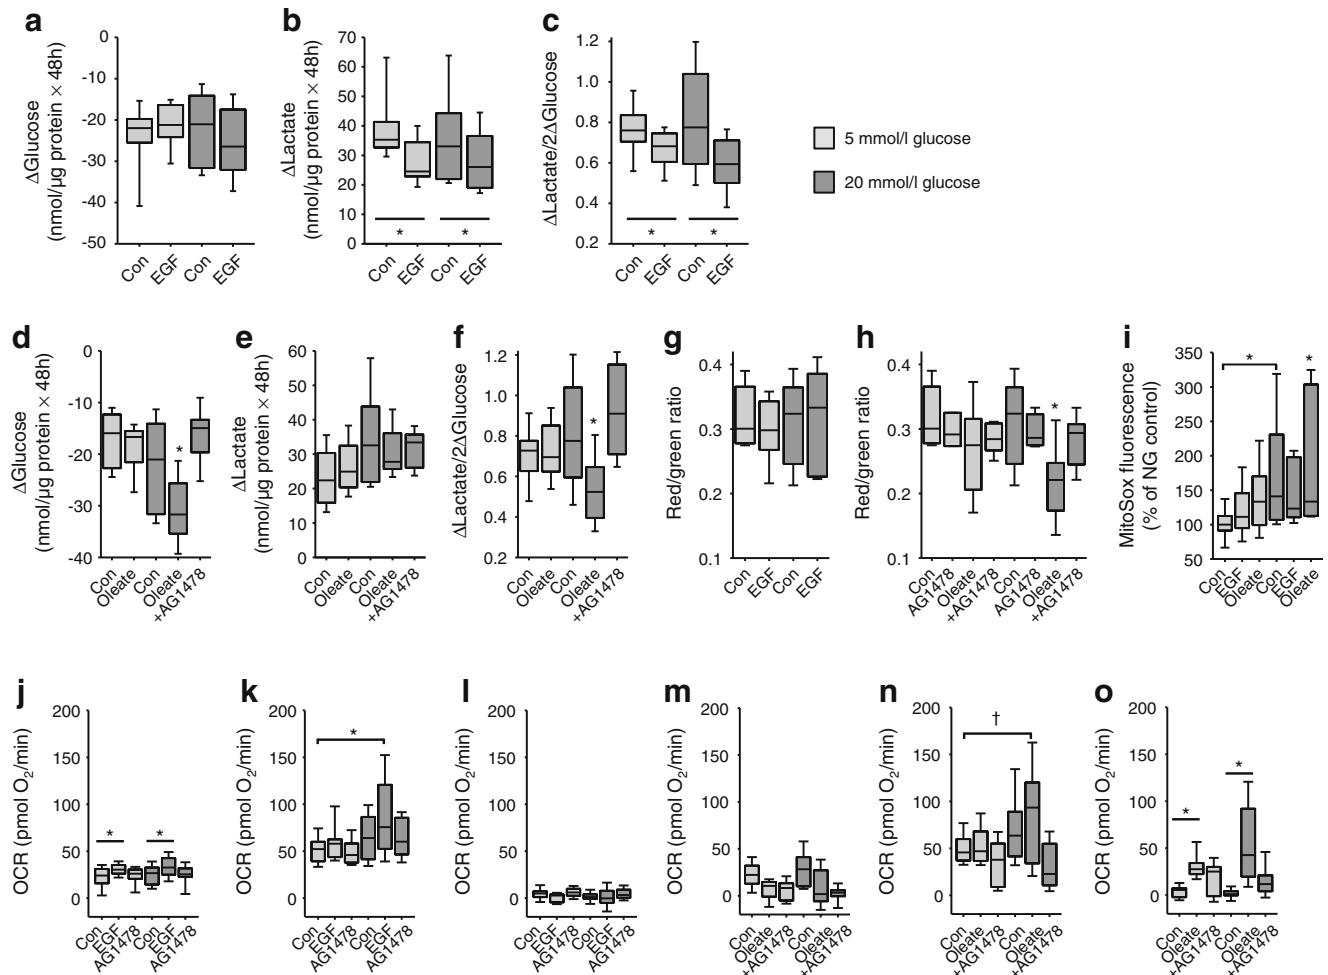 a
ΔGlucose
(nmol/µg protein × 48h)
0
-10
-20
-30
-40
-50
Con
EGF
Con
EGF
b
ΔLactate
(nmol/µg protein × 48h)
70
60
50
40
30
20
10
0
*
*
Con
EGF
Con
EGF
c
ΔLactate/2ΔGlucose
1.2
1.0
0.8
0.6
0.4
0.2
*
*
Con
EGF
Con
EGF
5 mmol/l glucose
20 mmol/l glucose
d
ΔGlucose
(nmol/µg protein × 48h)
0
-10
-20
-30
-40
*
Con
Oleate
Con
Oleate
+AG1478
e
ΔLactate
(nmol/µg protein × 48h)
60
50
40
30
20
10
0
Con
Oleate
Con
Oleate
+AG1478
f
ΔLactate/2ΔGlucose
1.2
1.0
0.8
0.6
0.4
0.2
*
Con
Oleate
Con
Oleate
+AG1478
g
Red/green ratio
0.4
0.3
0.2
0.1
Con
EGF
Con
EGF
h
Red/green ratio
0.4
0.3
0.2
0.1
*
Con
AG1478
Oleate
+AG1478
Con
AG1478
Oleate
+AG1478
i
MitoSox fluorescence
(% of NG control)
350
300
250
200
150
100
50
*
*
Con
EGF
Oleate
Con
EGF
Oleate
j
OCR (pmol O₂/min)
200
150
100
50
0
*
*
Con
EGF
AG1478
Con
EGF
AG1478
k
OCR (pmol O₂/min)
200
150
100
50
0
*
Con
EGF
AG1478
Con
EGF
AG1478
l
OCR (pmol O₂/min)
200
150
100
50
0
Con
EGF
AG1478
Con
EGF
AG1478
m
OCR (pmol O₂/min)
200
150
100
50
0
Con
Oleate
+AG1478
Con
Oleate
+AG1478
n
OCR (pmol O₂/min)
200
150
100
50
0
†
Con
Oleate
+AG1478
Con
Oleate
+AG1478
o
OCR (pmol O₂/min)
200
150
100
50
0
*
*
Con
Oleate
+AG1478
Con
Oleate
+AG1478